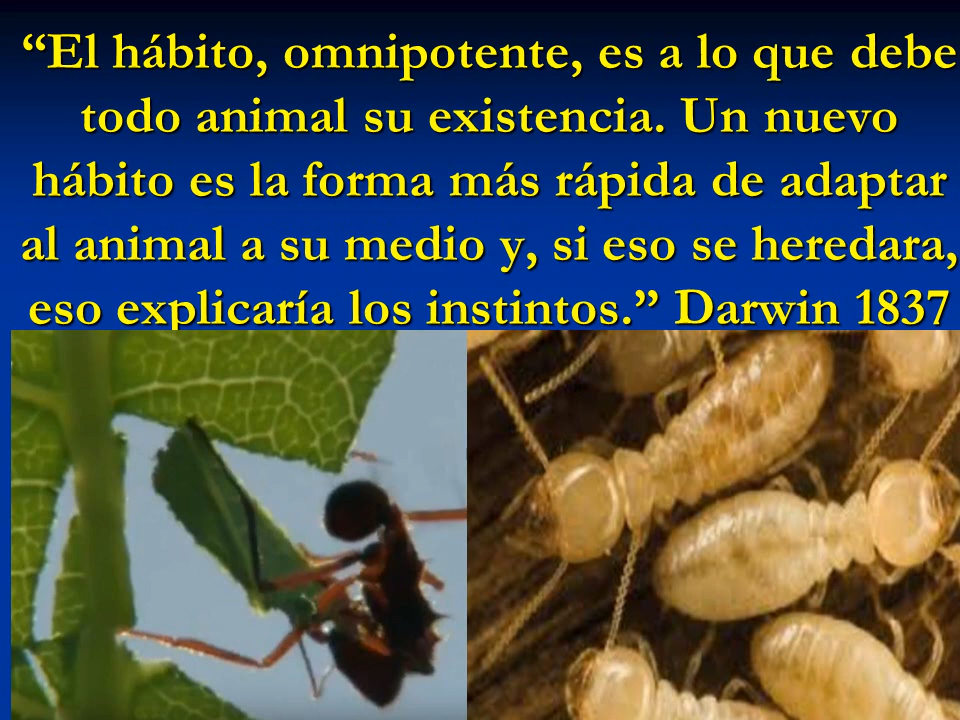 “El hábito, omnipotente, es a lo que debe
todo animal su existencia. Un nuevo
hábito es la forma más rápida de adaptar
al animal a su medio y, si eso se heredara,
eso explicaría los instintos.” Darwin 1837